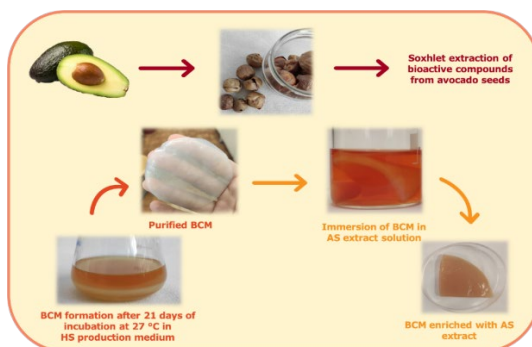 Soxhlet extraction of
bioactive compounds
from avocado seeds
Purified BCM
Immersion of BCM in
AS extract solution
BCM formation after 21 days of
incubation at 27 °C in
HS production medium
BCM enriched with AS
extract